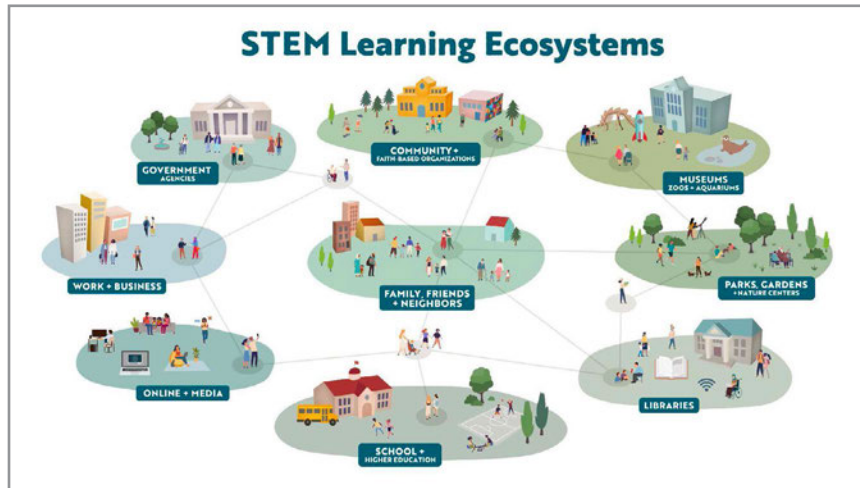 STEM Learning Ecosystems
GOVERNMENT
AGENCIES
COMMUNITY +
FAITH-BASED ORGANIZATIONS
MUSEUMS
ZOOS + AQUARIUMS
WORK + BUSINESS
FAMILY, FRIENDS
+ NEIGHBORS
PARKS, GARDENS
+ NATURE CENTERS
ONLINE + MEDIA
LIBRARIES
SCHOOL +
HIGHER EDUCATION